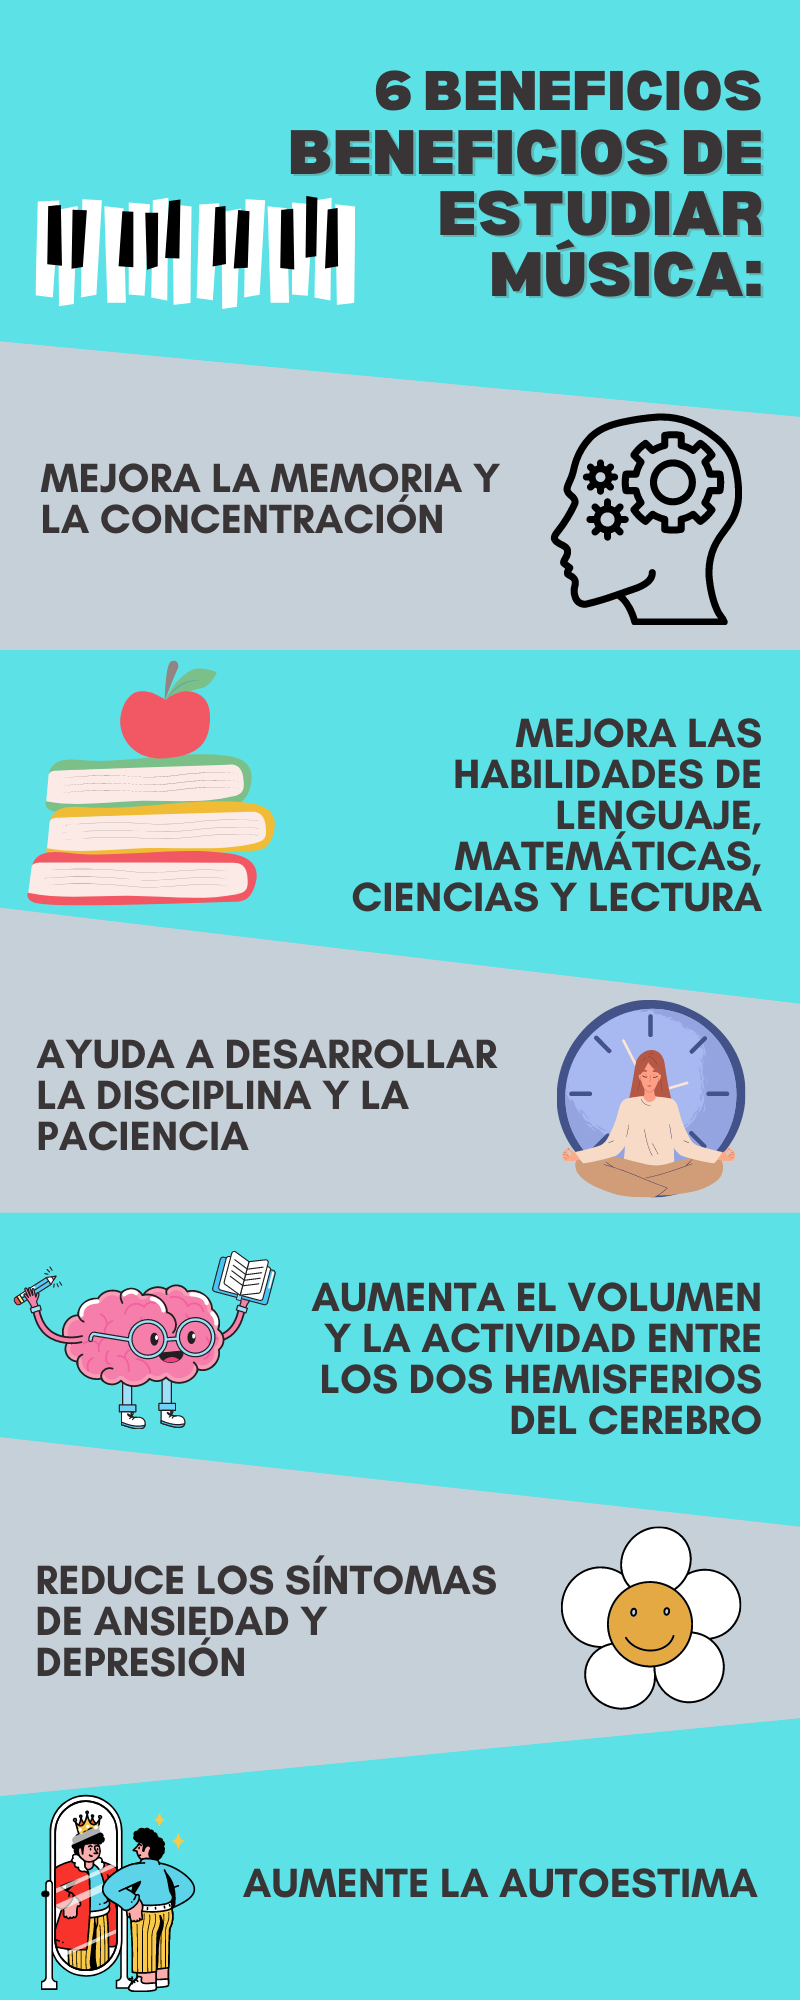 6 BENEFICIOS
BENEFICIOS DE
ESTUDIAR
MÚSICA:
MEJORA LA MEMORIA Y
LA CONCENTRACIÓN
MEJORA LAS
HABILIDADES DE
LENGUAJE,
MATEMÁTICAS,
CIENCIAS Y LECTURA
AYUDA A DESARROLLAR
LA DISCIPLINA Y LA
PACIENCIA
AUMENTA EL VOLUMEN
Y LA ACTIVIDAD ENTRE
LOS DOS HEMISFERIOS
DEL CEREBRO
REDUCE LOS SÍNTOMAS
DE ANSIEDAD Y
DEPRESIÓN
AUMENTE LA AUTOESTIMA